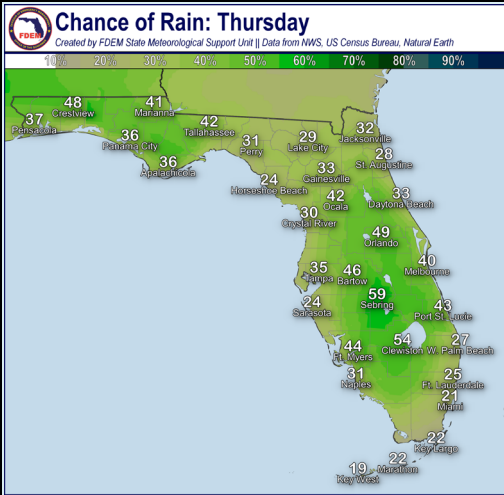 FDEM
Chance of Rain: Thursday
Created by FDEM State Meteorological Support Unit || Data from NWS, US Census Bureau, Natural Earth
10% 20% 30% 40% 50% 60% 70% 80% 90%
37
Pensacola
48
Crestview
41
Marianna
36
Panama City
42
Tallahassee
36
Apalachicola
31
Perry
29
Lake City
32
Jacksonville
28
St. Augustine
33
Gainesville
24
Horseshoe Beach
42
Ocala
33
Daytona Beach
30
Crystal River
49
Orlando
40
Melbourne
35
Tampa
46
Bartow
59
Sebring
24
Sarasota
43
Port St. Lucie
44
Ft. Myers
54
Clewiston
27
W. Palm Beach
31
Naples
25
Ft. Lauderdale
21
Miami
22
Key Largo
22
Marathon
19
Key West